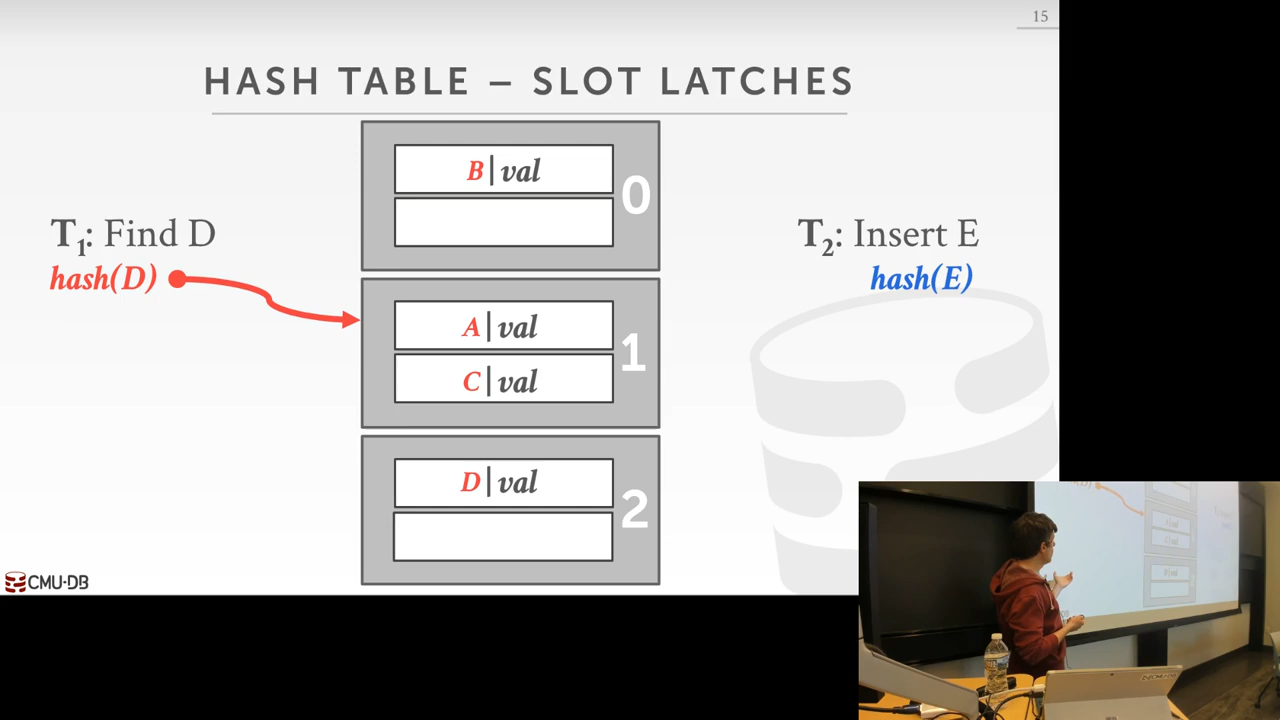 15
HASH TABLE – SLOT LATCHES
B|val
0
T1: Find D
hash(D)
T2: Insert E
hash(E)
A|val
C|val
1
D|val
2
CMU·DB